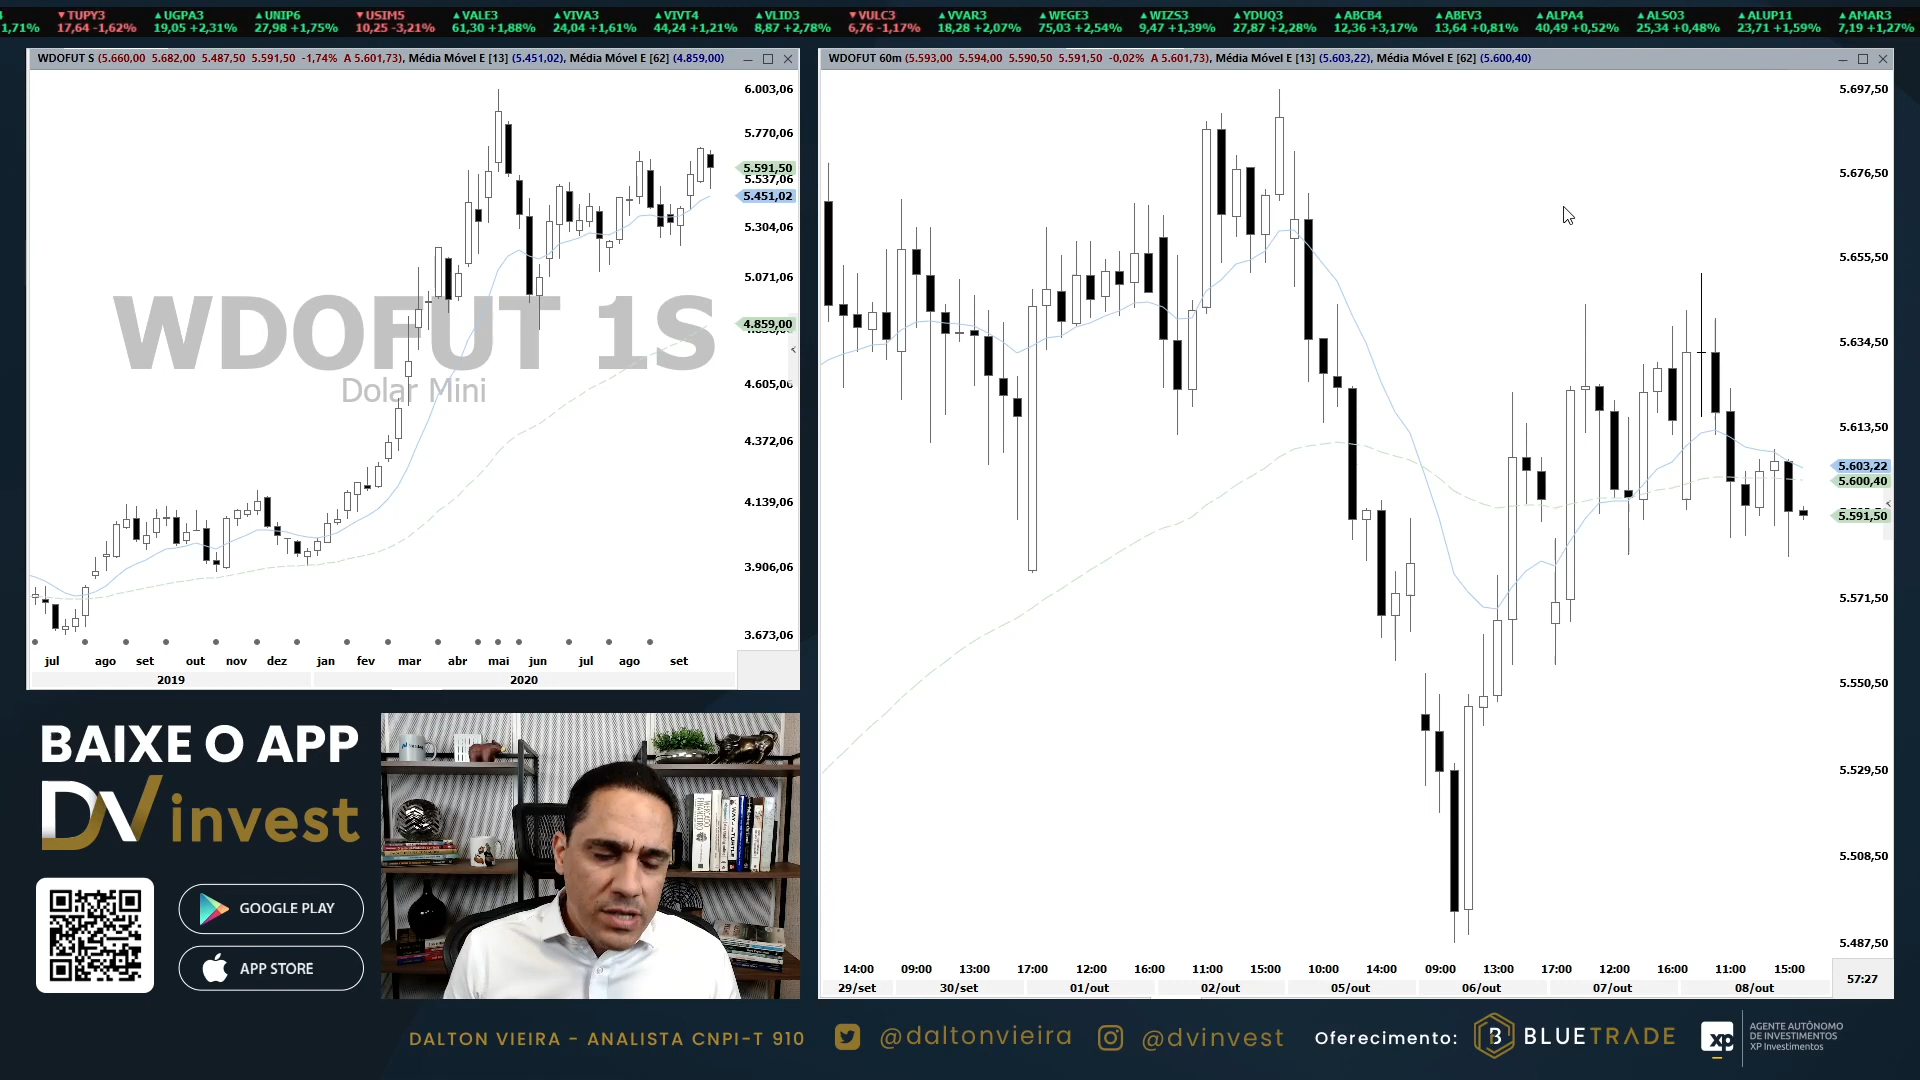 1,71% ▼TUPY3 17,64 -1,62% ▲UGPA3 19,05 +2,31% ▲UNIP6 27,98 +1,75% ▼USIM5 10,25 -3,21% ▲VALE3 61,30 +1,88% ▲VIVA3 24,04 +1,61% ▲VIVT4 44,24 +1,21% ▲VLID3 8,87 +2,78% ▼VULC3 6,76 -1,17% ▲VVAR3 18,28 +2,07% ▲WEGE3 75,03 +2,54% ▲WIZS3 9,47 +1,39% ▲YDUQ3 27,87 +2,28% ▲ABCB4 12,36 +3,17% ▲ABEV3 13,64 +0,81% ▲ALPA4 40,49 +0,52% ▲ALSO3 25,34 +0,48% ▲ALUP11 23,71 +1,59% ▲AMAR3 7,19 +1,27%
WDOFUT S (5.660,00 5.682,00 5.487,50 5.591,50 -1,74% A 5.601,73), Média Móvel E [13] (5.451,02), Média Móvel E [62] (4.859,00)
6.003,06
5.770,06
5.591,50
5.537,06
5.451,02
5.304,06
5.071,06
4.859,00
4.605,06
4.372,06
4.139,06
3.906,06
3.673,06
WDOFUT 1S
Dolar Mini
jul ago set out nov dez jan fev mar abr mai jun jul ago set
2019 2020
WDOFUT 60m (5.593,00 5.594,00 5.590,50 5.591,50 -0,02% A 5.601,73), Média Móvel E [13] (5.603,22), Média Móvel E [62] (5.600,40)
5.697,50
5.676,50
5.655,50
5.634,50
5.613,50
5.603,22
5.600,40
5.591,50
5.571,50
5.550,50
5.529,50
5.508,50
5.487,50
14:00 09:00 13:00 17:00 12:00 16:00 11:00 15:00 10:00 14:00 09:00 13:00 17:00 12:00 16:00 11:00 15:00
29/set 30/set 01/out 02/out 05/out 06/out 07/out 08/out
57:27
BAIXE O APP
DV invest
GOOGLE PLAY
APP STORE
DALTON VIEIRA - ANALISTA CNPI-T 910
@daltonvieira
@dvinvest
Oferecimento:
BLUETRADE
xp
AGENTE AUTÔNOMO
DE INVESTIMENTOS
XP Investimentos